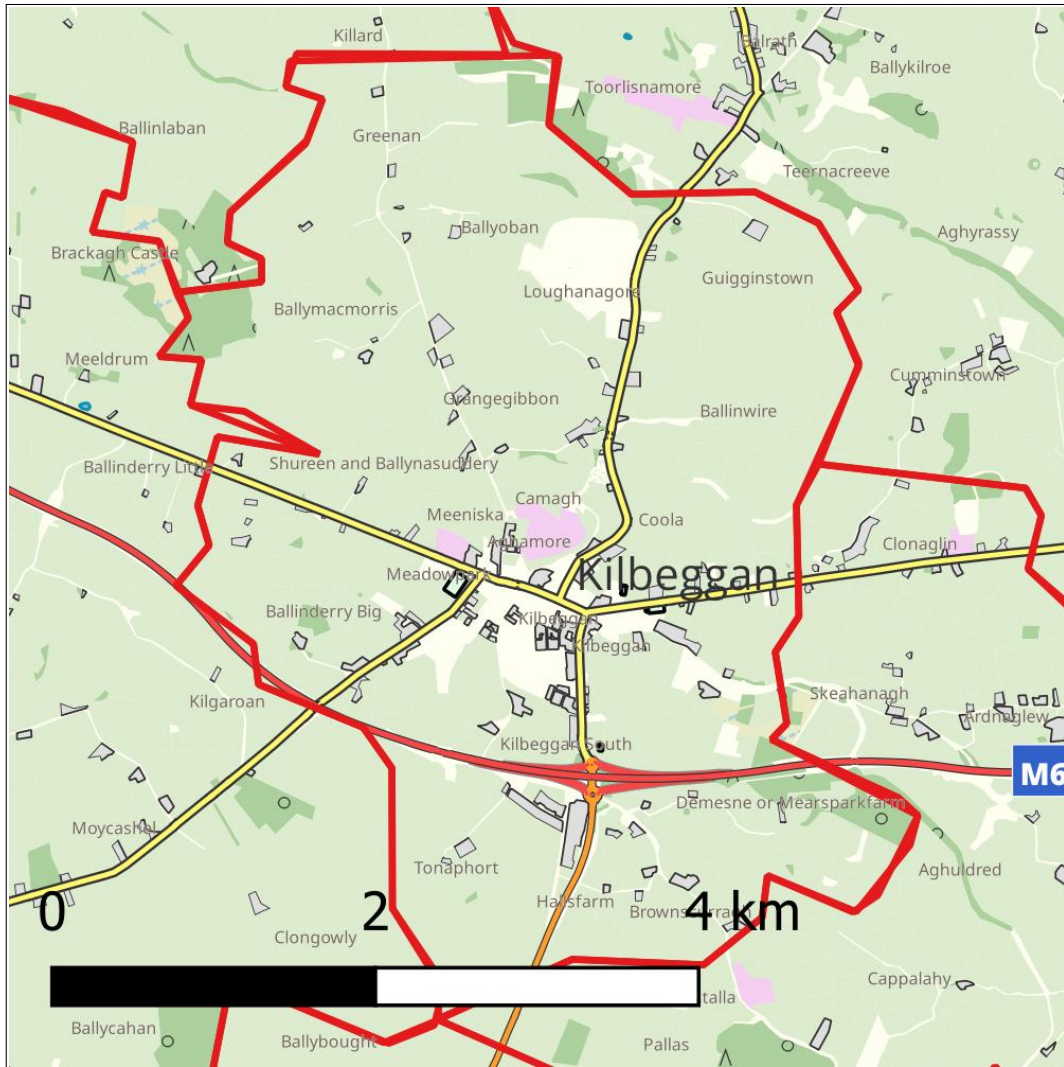 Killard
Balrath
Ballykilroe
Toorlisnamore
Ballinlaban
Greenan
Teernacreeve
Ballyoban
Aghyrassy
Brackagh Castle
Guigginstown
Loughanagore
Ballymacmorris
Meeldrum
Cumminstown
Grangegibbon
Ballinwire
Ballinderry Little
Shureen and Ballynasuddery
Camagh
Meeniska
Coola
Aghamore
Clonaglin
Meadowpark
Kilbeggan
Ballinderry Big
Kilbeggan
Kilbeggan
Skeahanagh
Kilgaroan
Ardnaglew
Kilbeggan South
M6
Demesne or Mearsparkfarm
Moycashel
Tonaphort
Aghuldred
Hallsfarm
0
2
4 km
Clongowly
Cappalahy
talla
Ballycahan
Ballybought
Pallas